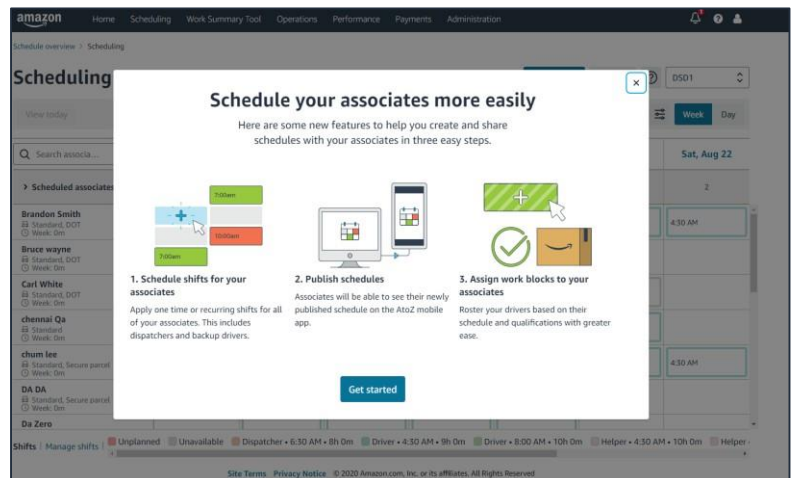 amazon Home Scheduling Work Summary Tool Operations Performance Payments Administration
Schedule overview / Scheduling
Scheduling
DSD1
View today
Week Day
Search associa...
Sat, Aug 22
Scheduled associates
2
Brandon Smith
Standard, DOT
Week: 0m
4:30 AM
Bruce wayne
Standard, DOT
Week: 0m
Carl White
Standard, DOT
Week: 0m
chennai Qa
Standard
Week: 0m
chum lee
Standard, Secure parcel
Week: 0m
4:30 AM
DA DA
Standard, Secure parcel
Week: 0m
Da Zero
Schedule your associates more easily
Here are some new features to help you create and share
schedules with your associates in three easy steps.
7:00am
10:00am
7:00am
1. Schedule shifts for your
associates
Apply one time or recurring shifts for all
of your associates. This includes
dispatchers and backup drivers.
2. Publish schedules
Associates will be able to see their newly
published schedule on the AtoZ mobile
app.
3. Assign work blocks to your
associates
Roster your drivers based on their
schedule and qualifications with greater
ease.
Get started
Shifts | Manage shifts | Unplanned Unavailable Dispatcher • 6:30 AM • 8h 0m Driver • 4:30 AM • 9h 0m Driver • 8:00 AM • 10h 0m Helper • 4:30 AM • 10h 0m Helper
Site Terms Privacy Notice © 2020 Amazon.com, Inc. or its affiliates. All Rights Reserved